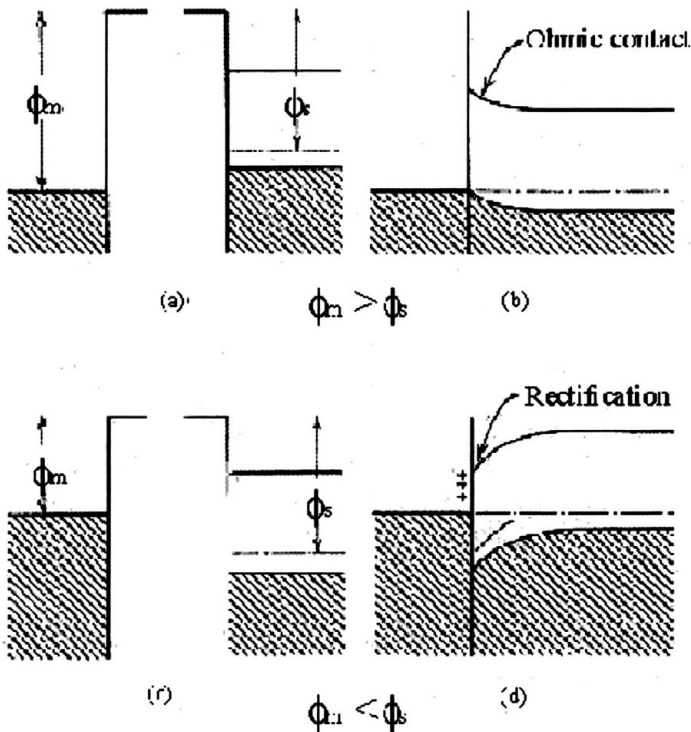 Ohmic contact
ϕm
ϕs
(a)
ϕm > ϕs
(b)
Rectification
ϕm
ϕs
+++
(c)
ϕm < ϕs
(d)